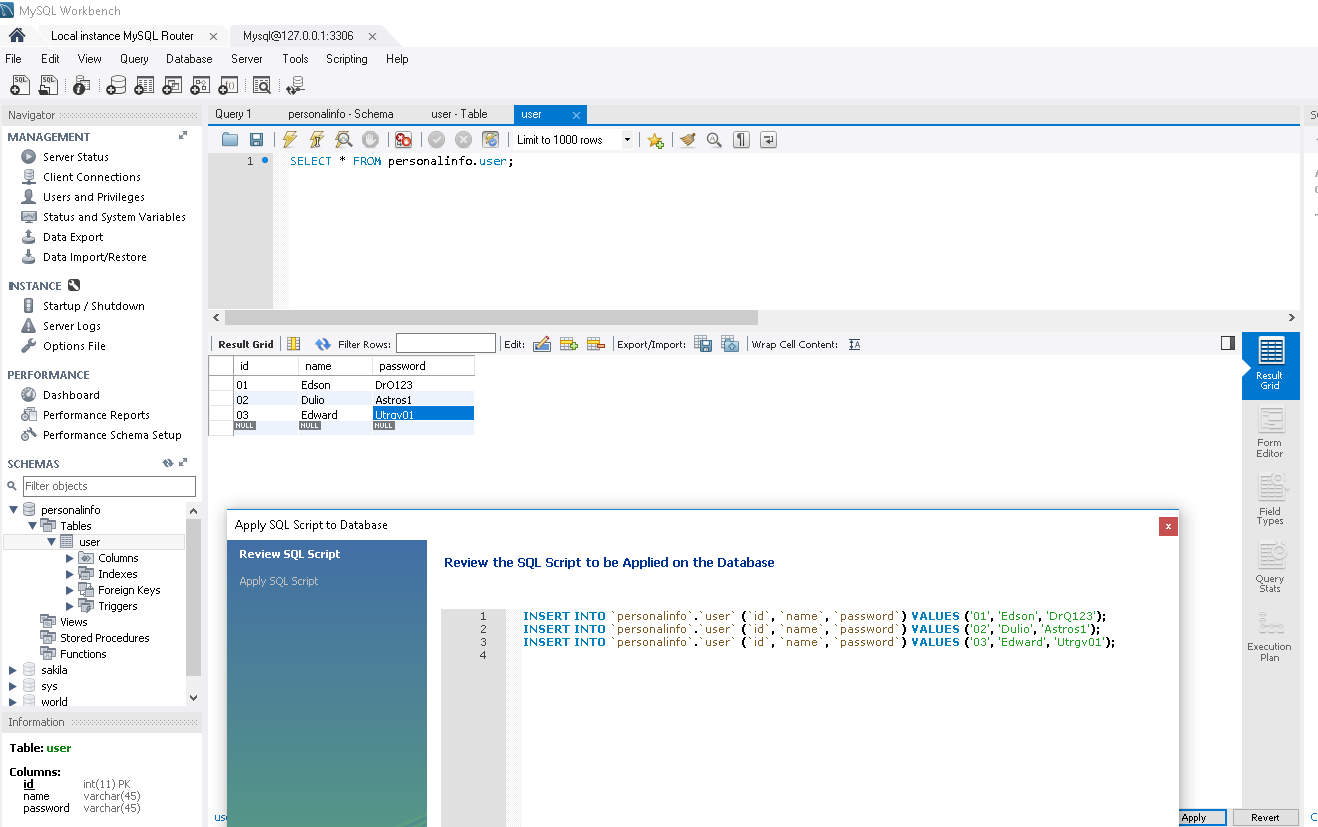 MySQL Workbench
Local instance MySQL Router
Mysql@127.0.0.1:3306
File Edit View Query Database Server Tools Scripting Help
Navigator
MANAGEMENT
Server Status
Client Connections
Users and Privileges
Status and System Variables
Data Export
Data Import/Restore
INSTANCE
Startup / Shutdown
Server Logs
Options File
PERFORMANCE
Dashboard
Performance Reports
Performance Schema Setup
SCHEMAS
Filter objects
personalinfo
Tables
user
Columns
Indexes
Foreign Keys
Triggers
Views
Stored Procedures
Functions
sakila
sys
world
Information
Table: user
Columns:
id int(11) PK
name varchar(45)
password varchar(45)
Query 1 personalinfo - Schema user - Table user
Limit to 1000 rows
1 SELECT * FROM personalinfo.user;
Result Grid Filter Rows: Edit: Export/Import: Wrap Cell Content:
id name password
01 Edson DrO123
02 Dulio Astros1
03 Edward Utrgv01
NULL NULL NULL
Result
Grid
Form
Editor
Field
Types
Query
Stats
Execution
Plan
Apply SQL Script to Database
Review SQL Script
Apply SQL Script
Review the SQL Script to be Applied on the Database
1 INSERT INTO `personalinfo`.`user` (`id`, `name`, `password`) VALUES ('01', 'Edson', 'DrO123');
2 INSERT INTO `personalinfo`.`user` (`id`, `name`, `password`) VALUES ('02', 'Dulio', 'Astros1');
3 INSERT INTO `personalinfo`.`user` (`id`, `name`, `password`) VALUES ('03', 'Edward', 'Utrgv01');
4
Apply Revert